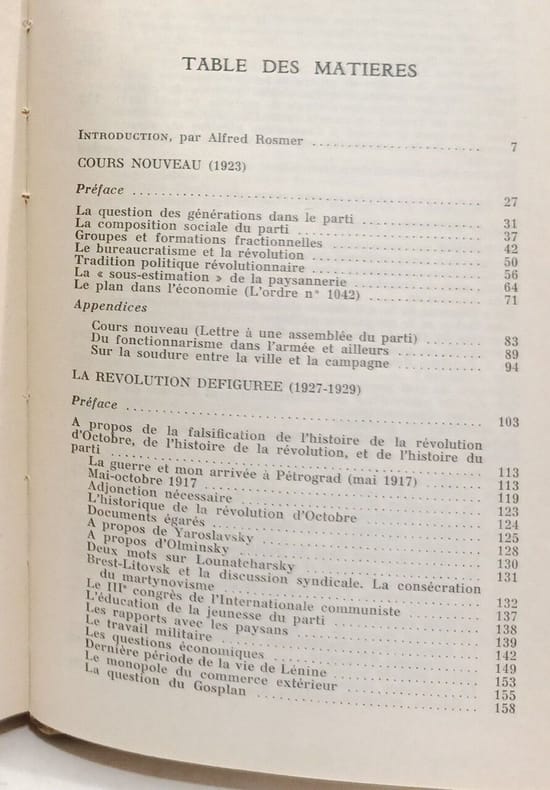 TABLE DES MATIERES
INTRODUCTION, par Alfred Rosmer 7
COURS NOUVEAU (1923)
Préface 27
La question des générations dans le parti 31
La composition sociale du parti 37
Groupes et formations fractionnelles 42
Le bureaucratisme et la révolution 50
Tradition politique révolutionnaire 56
La « sous-estimation » de la paysannerie 64
Le plan dans l'économie (L'ordre n° 1042) 71
Appendices
Cours nouveau (Lettre à une assemblée du parti) 83
Du fonctionnarisme dans l'armée et ailleurs 89
Sur la soudure entre la ville et la campagne 94
LA REVOLUTION DEFIGUREE (1927-1929)
Préface 103
A propos de la falsification de l'histoire de la révolution
d'Octobre, de l'histoire de la révolution, et de l'histoire du
parti 113
La guerre et mon arrivée à Pétrograd (mai 1917) 113
Mai-octobre 1917 119
Adjonction nécessaire 123
L'historique de la révolution d'Octobre 124
Documents égarés 125
A propos de Yaroslavsky 128
A propos d'Olminsky 130
Deux mots sur Lounatcharsky 131
Brest-Litovsk et la discussion syndicale. La consécration
du martynovisme 132
Le IIIe congrès de l'Internationale communiste 137
L'éducation de la jeunesse du parti 138
Les rapports avec les paysans 139
Le travail militaire 142
Les questions économiques 149
Dernière période de la vie de Lénine 153
Le monopole du commerce extérieur 155
La question du Gosplan 158